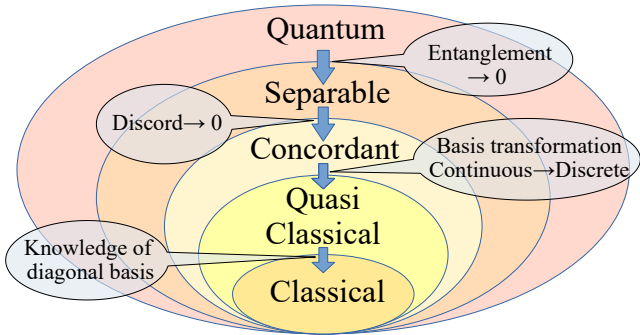 Quantum
Entanglement
→ 0
Separable
Discord→ 0
Concordant
Basis transformation
Continuous→Discrete
Quasi
Classical
Knowledge of
diagonal basis
Classical